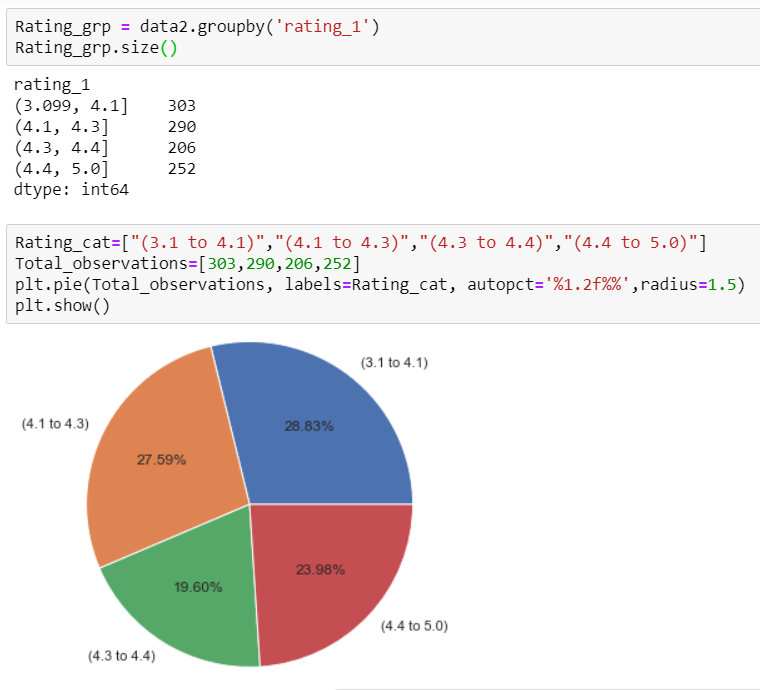 Rating_grp = data2.groupby('rating_1')
Rating_grp.size()
rating_1
(3.099, 4.1]    303
(4.1, 4.3]      290
(4.3, 4.4]      206
(4.4, 5.0]      252
dtype: int64
Rating_cat=["(3.1 to 4.1)","(4.1 to 4.3)","(4.3 to 4.4)","(4.4 to 5.0)"]
Total_observations=[303,290,206,252]
plt.pie(Total_observations, labels=Rating_cat, autopct='%1.2f%%',radius=1.5)
plt.show()
(3.1 to 4.1)
(4.1 to 4.3)
28.83%
27.59%
23.98%
19.60%
(4.4 to 5.0)
(4.3 to 4.4)